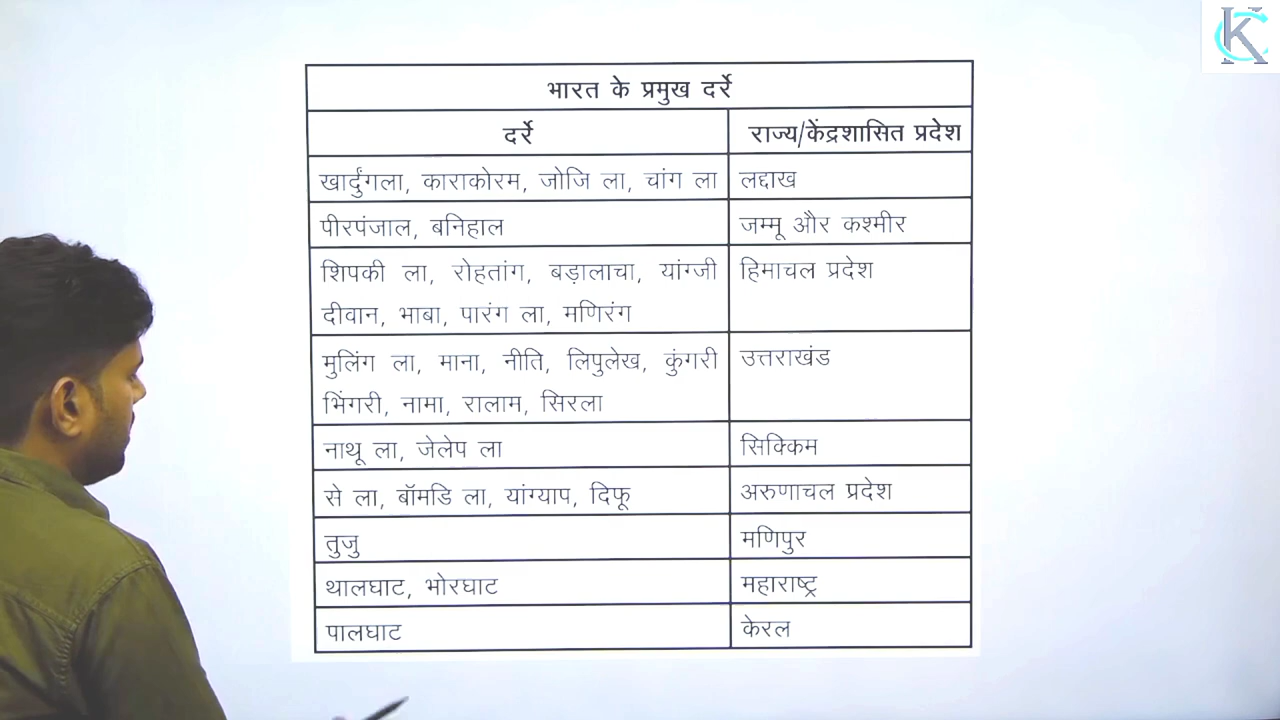 KC
भारत के प्रमुख दर्रे
दर्रे
राज्य/केंद्रशासित प्रदेश
खार्दुंगला, काराकोरम, जोजि ला, चांग ला
लद्दाख
पीरपंजाल, बनिहाल
जम्मू और कश्मीर
शिपकी ला, रोहतांग, बड़ालाचा, यांग्जी
हिमाचल प्रदेश
दीवान, भाबा, पारंग ला, मणिरंग
मुलिंग ला, माना, नीति, लिपुलेख, कुंगरी
उत्तराखंड
भिंगरी, नामा, रालाम, सिरला
नाथू ला, जेलेप ला
सिक्किम
से ला, बॉमडि ला, यांग्याप, दिफू
अरुणाचल प्रदेश
तुजु
मणिपुर
थालघाट, भोरघाट
महाराष्ट्र
पालघाट
केरल